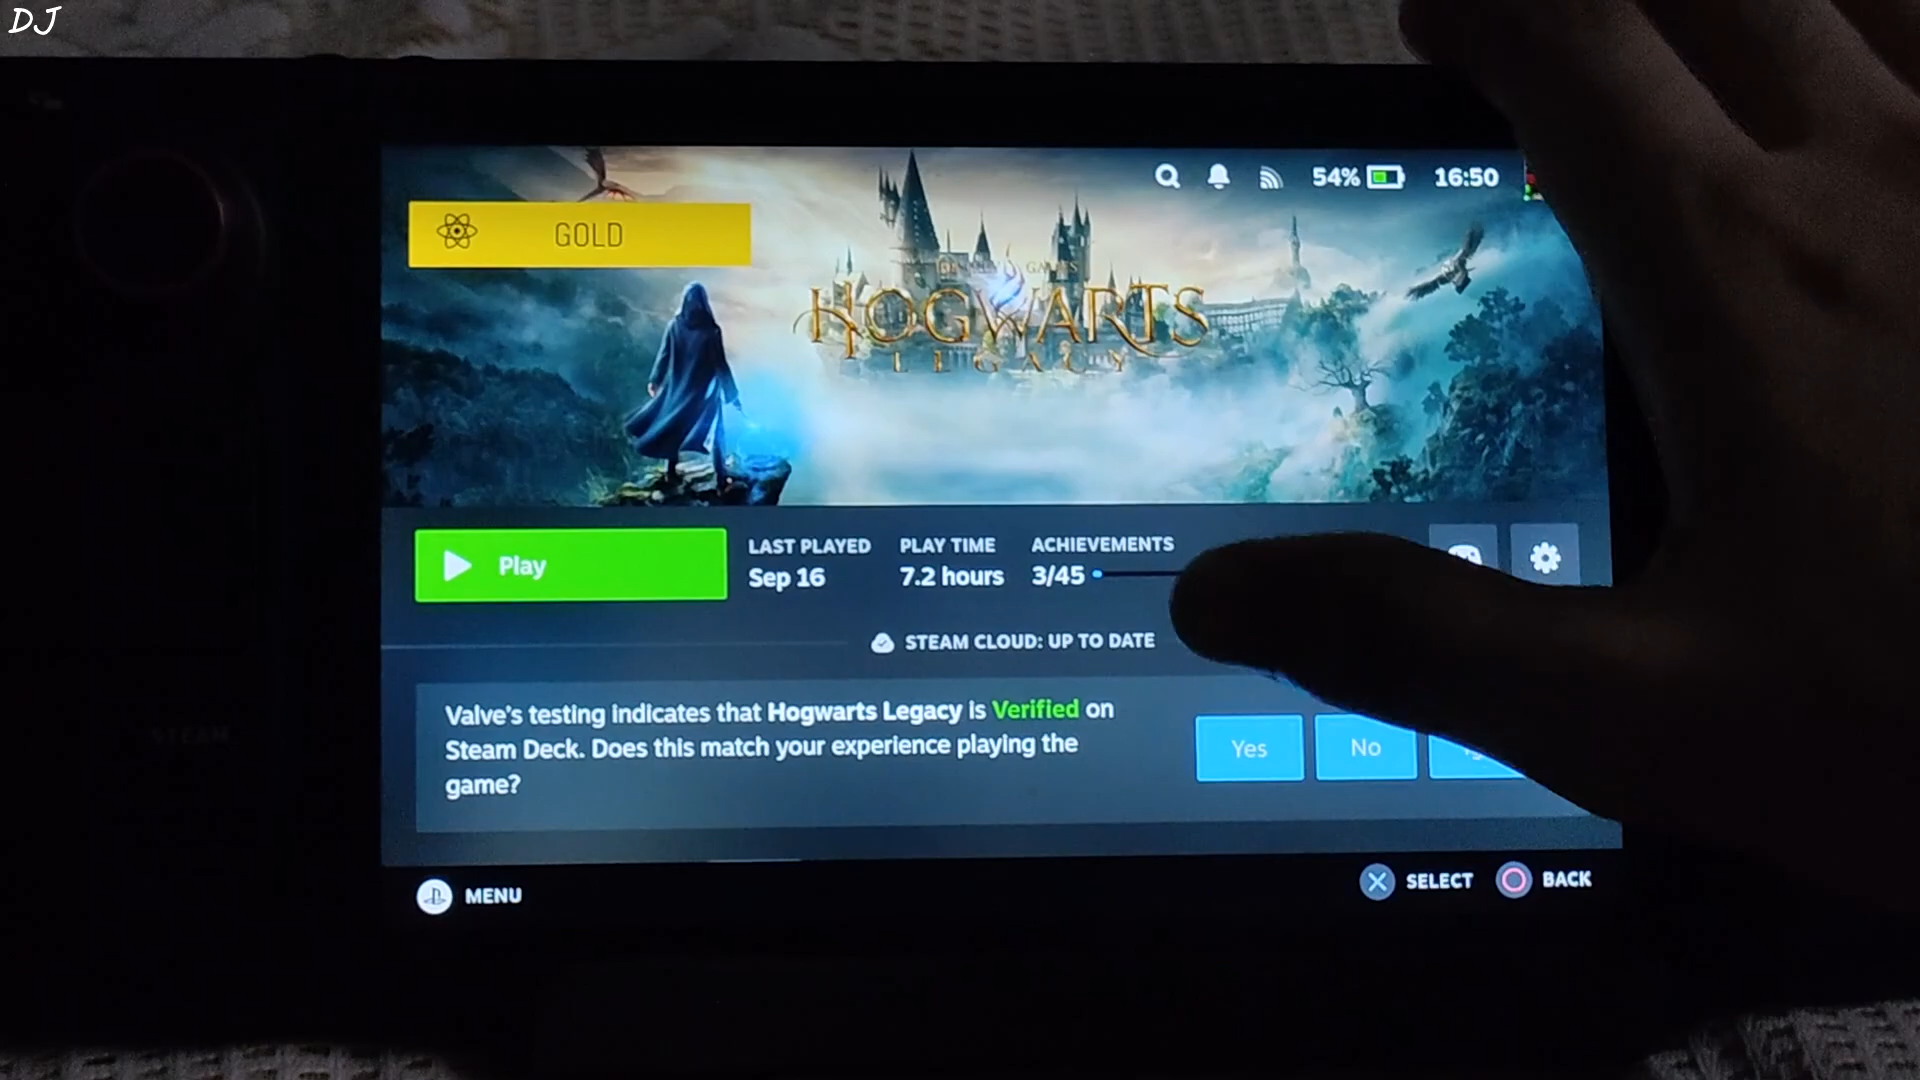 DJ
54%
16:50
GOLD
HOGWARTS
LEGACY
Play
LAST PLAYED
Sep 16
PLAY TIME
7.2 hours
ACHIEVEMENTS
3/45
STEAM CLOUD: UP TO DATE
Valve's testing indicates that Hogwarts Legacy is Verified on
Steam Deck. Does this match your experience playing the
game?
Yes
No
STEAM
MENU
SELECT
BACK